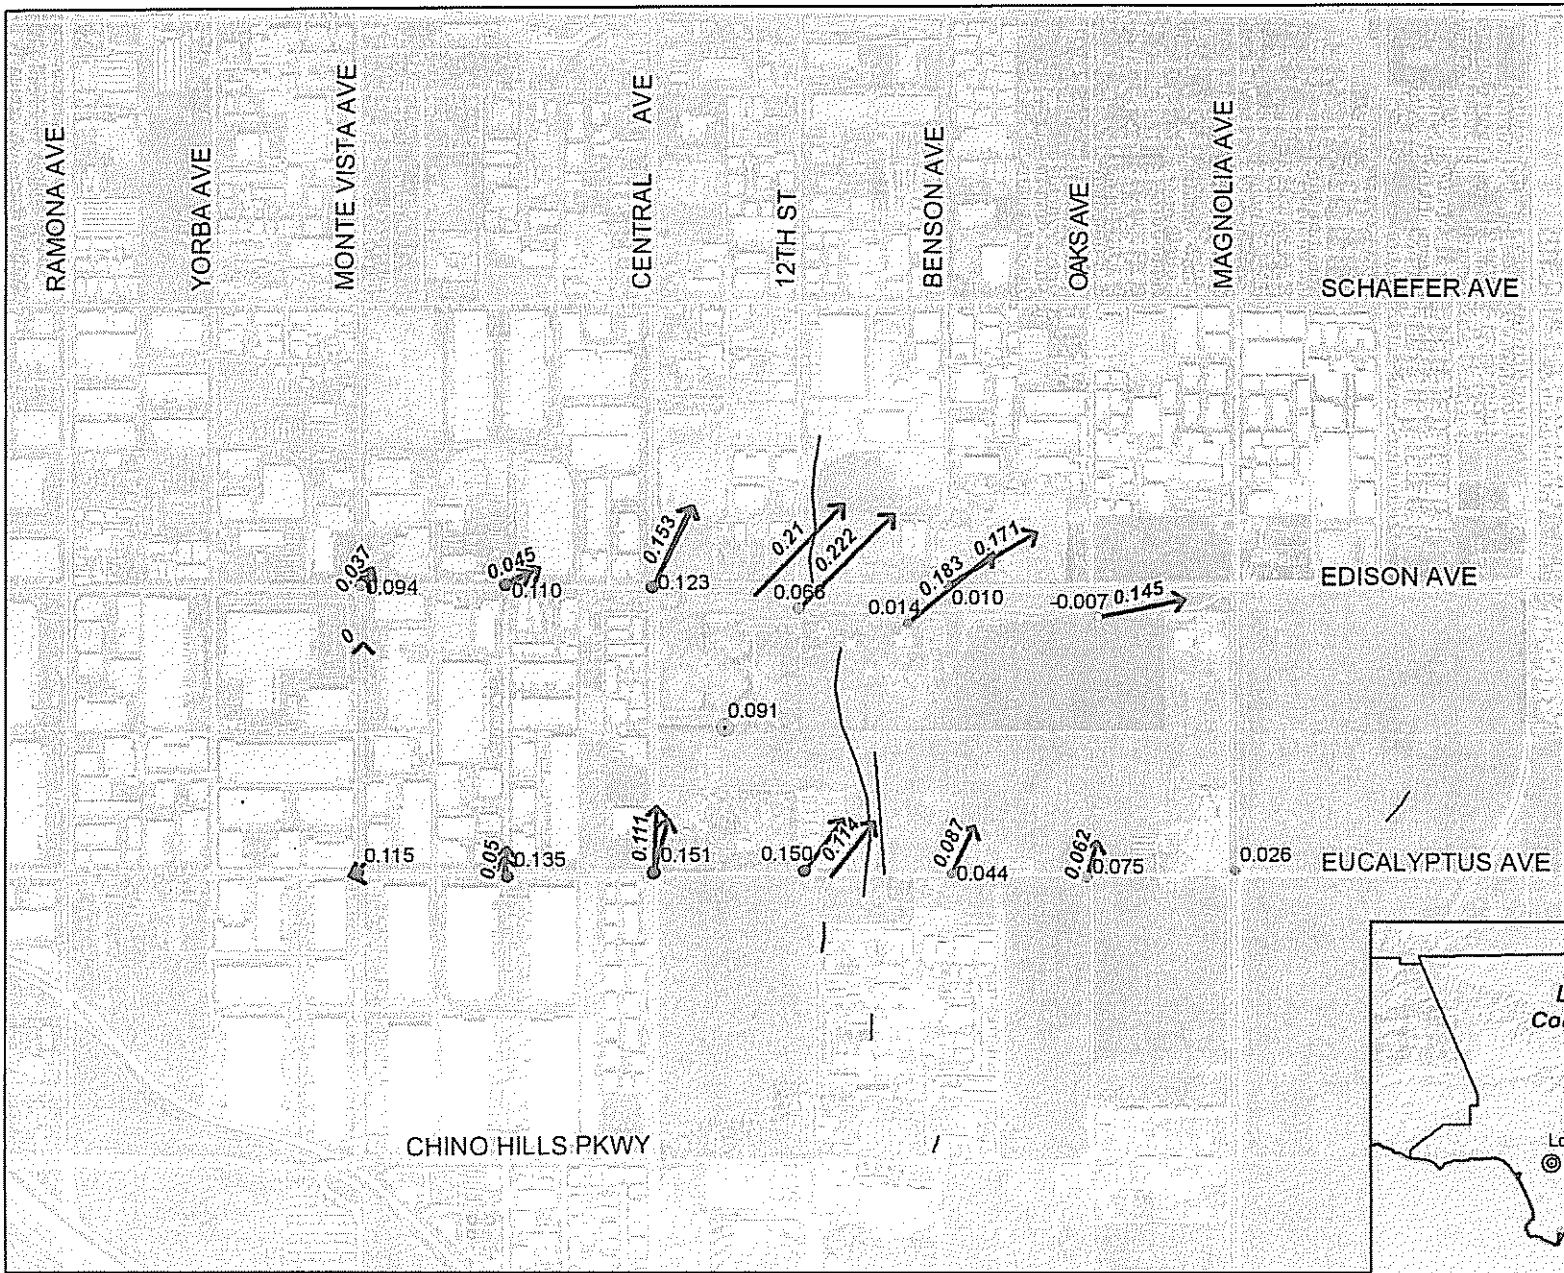 RAMONA AVE
YORBA AVE
MONTE VISTA AVE
CENTRAL AVE
12TH ST
BENSON AVE
OAKS AVE
MAGNOLIA AVE
SCHAEFER AVE
0.037
0.094
0.045
0.110
0.153
0.123
0.21
0.222
0.066
0.183
0.171
0.014
0.010
-0.007
0.145
EDISON AVE
0
0.091
0.115
0.05
0.135
0.111
0.151
0.150
0.114
0.087
0.044
0.062
0.075
0.026
EUCALYPTUS AVE
CHINO HILLS PKWY
L
Co
Lo